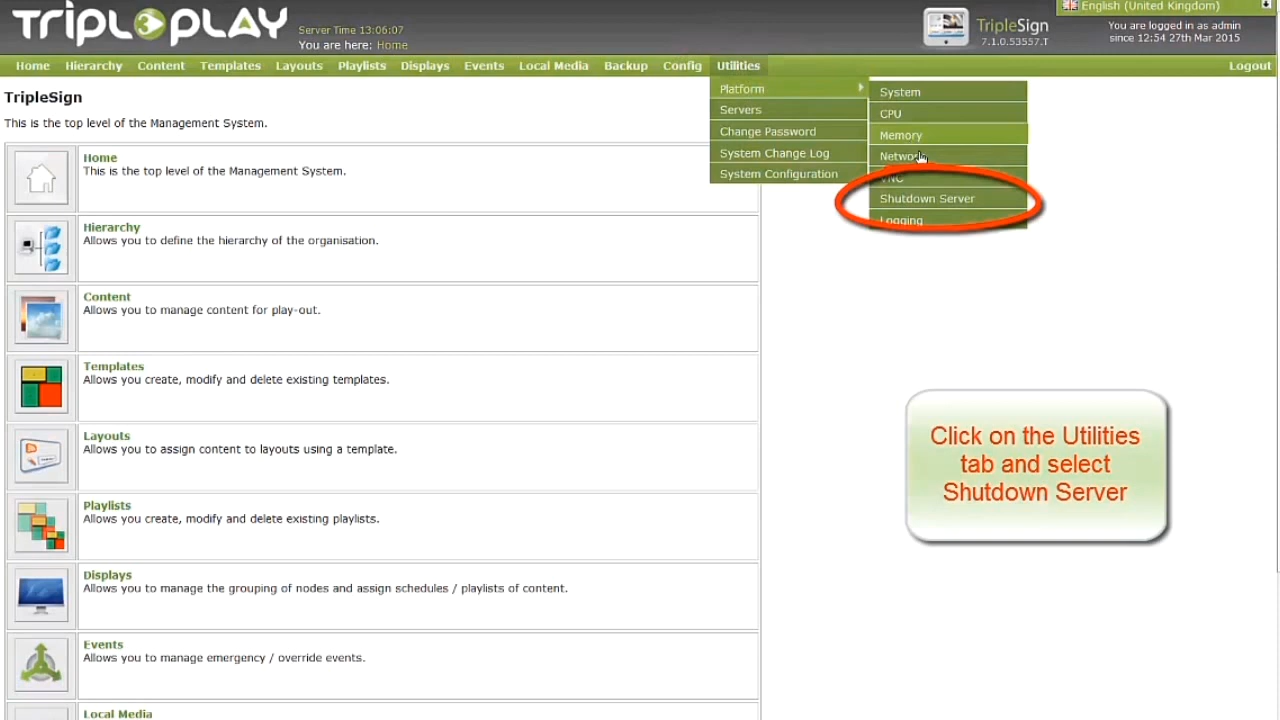 TRIPLEPLAY
Server Time 13:06:07
You are here: Home
TripleSign
7.1.0.53557.T
English (United Kingdom)
You are logged in as admin
since 12:54 27th Mar 2015
Home Hierarchy Content Templates Layouts Playlists Displays Events Local Media Backup Config Utilities Logout
Platform
Servers
Change Password
System Change Log
System Configuration
System
CPU
Memory
Network
VNC
Shutdown Server
Logging
TripleSign
This is the top level of the Management System.
Home
This is the top level of the Management System.
Hierarchy
Allows you to define the hierarchy of the organisation.
Content
Allows you to manage content for play-out.
Templates
Allows you create, modify and delete existing templates.
Layouts
Allows you to assign content to layouts using a template.
Playlists
Allows you create, modify and delete existing playlists.
Displays
Allows you to manage the grouping of nodes and assign schedules / playlists of content.
Events
Allows you to manage emergency / override events.
Local Media
Click on the Utilities
tab and select
Shutdown Server